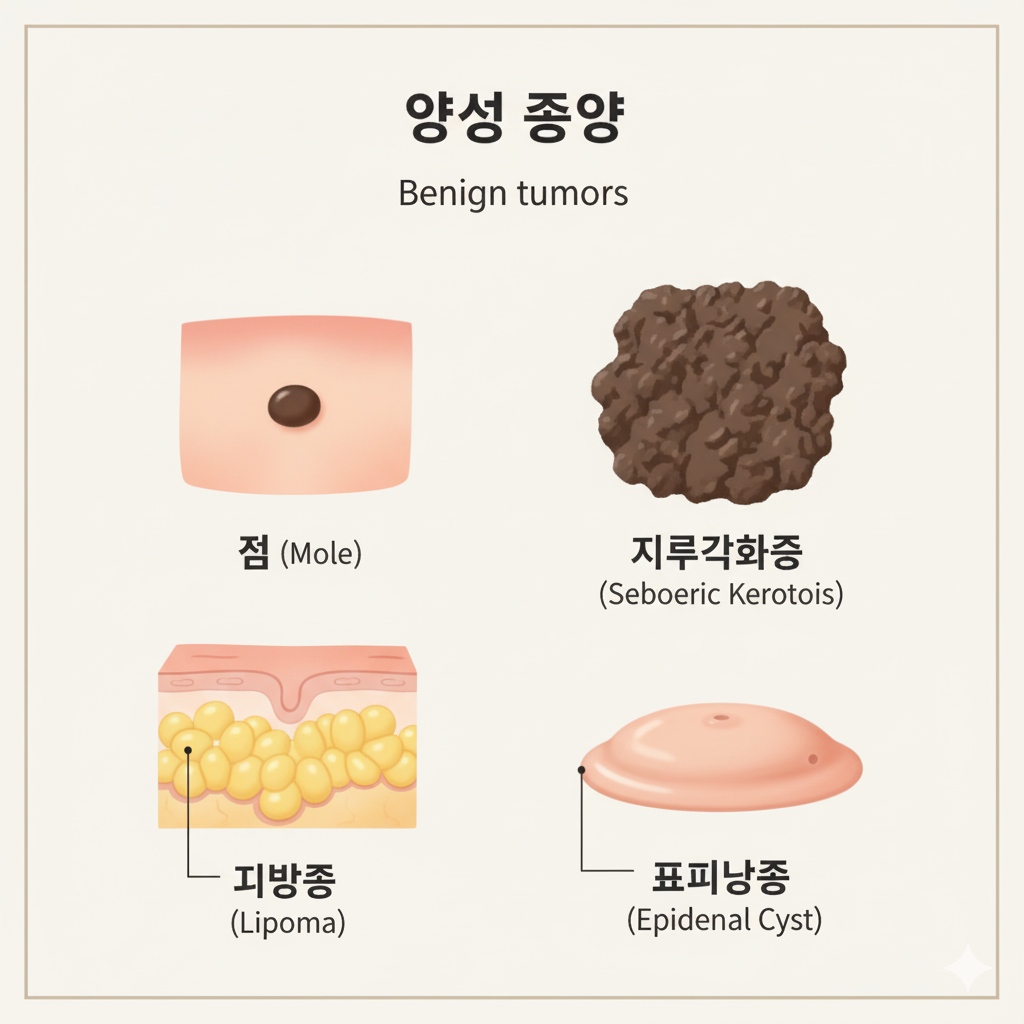 양성 종양
Benign tumors
점 (Mole)
지루각화증
(Seboeric Kerotois)
지방종
(Lipoma)
표피낭종
(Epidenal Cyst)